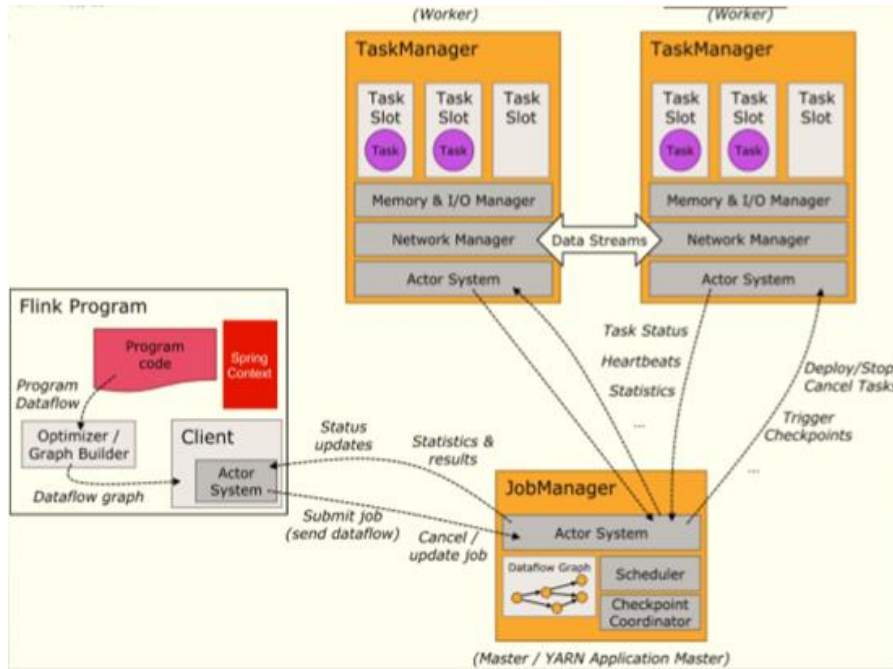 (Worker)
(Worker)
TaskManager
TaskManager
Task
Slot
Task
Slot
Task
Slot
Task
Slot
Task
Slot
Task
Slot
Task
Task
Task
Task
Memory & I/O Manager
Memory & I/O Manager
Network Manager
Data Streams
Network Manager
Actor System
Actor System
Flink Program
Program
code
Spring
Context
Program
Dataflow
Optimizer /
Graph Builder
Client
Actor
System
Dataflow graph
Task Status
Heartbeats
Statistics
...
Deploy/Stop
Cancel Tasks
Trigger
Checkpoints
...
Status
updates
Statistics &
results
Submit job
(send dataflow)
Cancel /
update job
JobManager
Actor System
Dataflow Graph
Scheduler
Checkpoint
Coordinator
(Master / YARN Application Master)